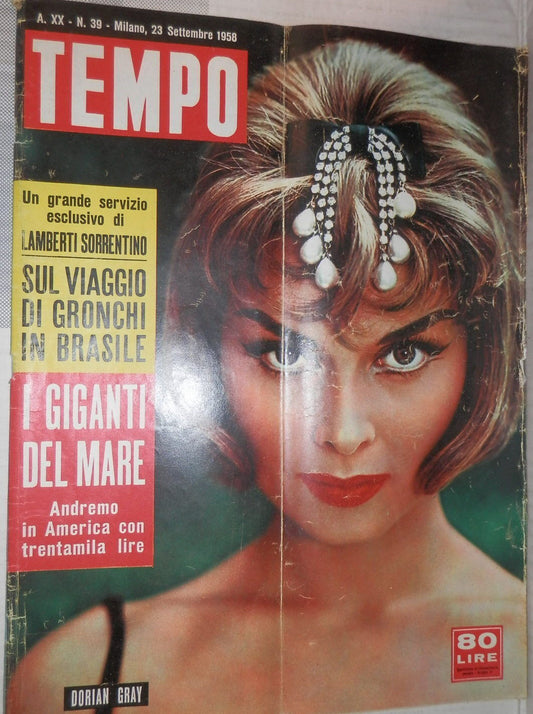 A. XX - N. 39 - Milano, 23 Settembre 1958
TEMPO
Un grande servizio
esclusivo di
LAMBERTI SORRENTINO
SUL VIAGGIO
DI GRONCHI
IN BRASILE
I GIGANTI
DEL MARE
Andremo
in America con
trentamila lire
DORIAN GRAY
80
LIRE